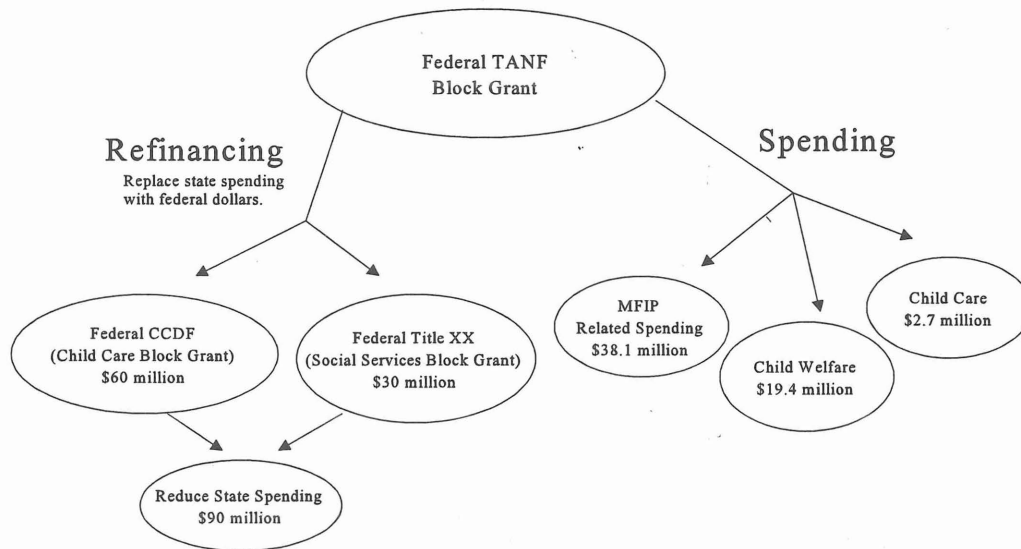 Federal TANF
Block Grant
Refinancing
Replace state spending
with federal dollars.
Spending
Federal CCDF
(Child Care Block Grant)
$60 million
Federal Title XX
(Social Services Block Grant)
$30 million
MFIP
Related Spending
$38.1 million
Child Welfare
$19.4 million
Child Care
$2.7 million
Reduce State Spending
$90 million